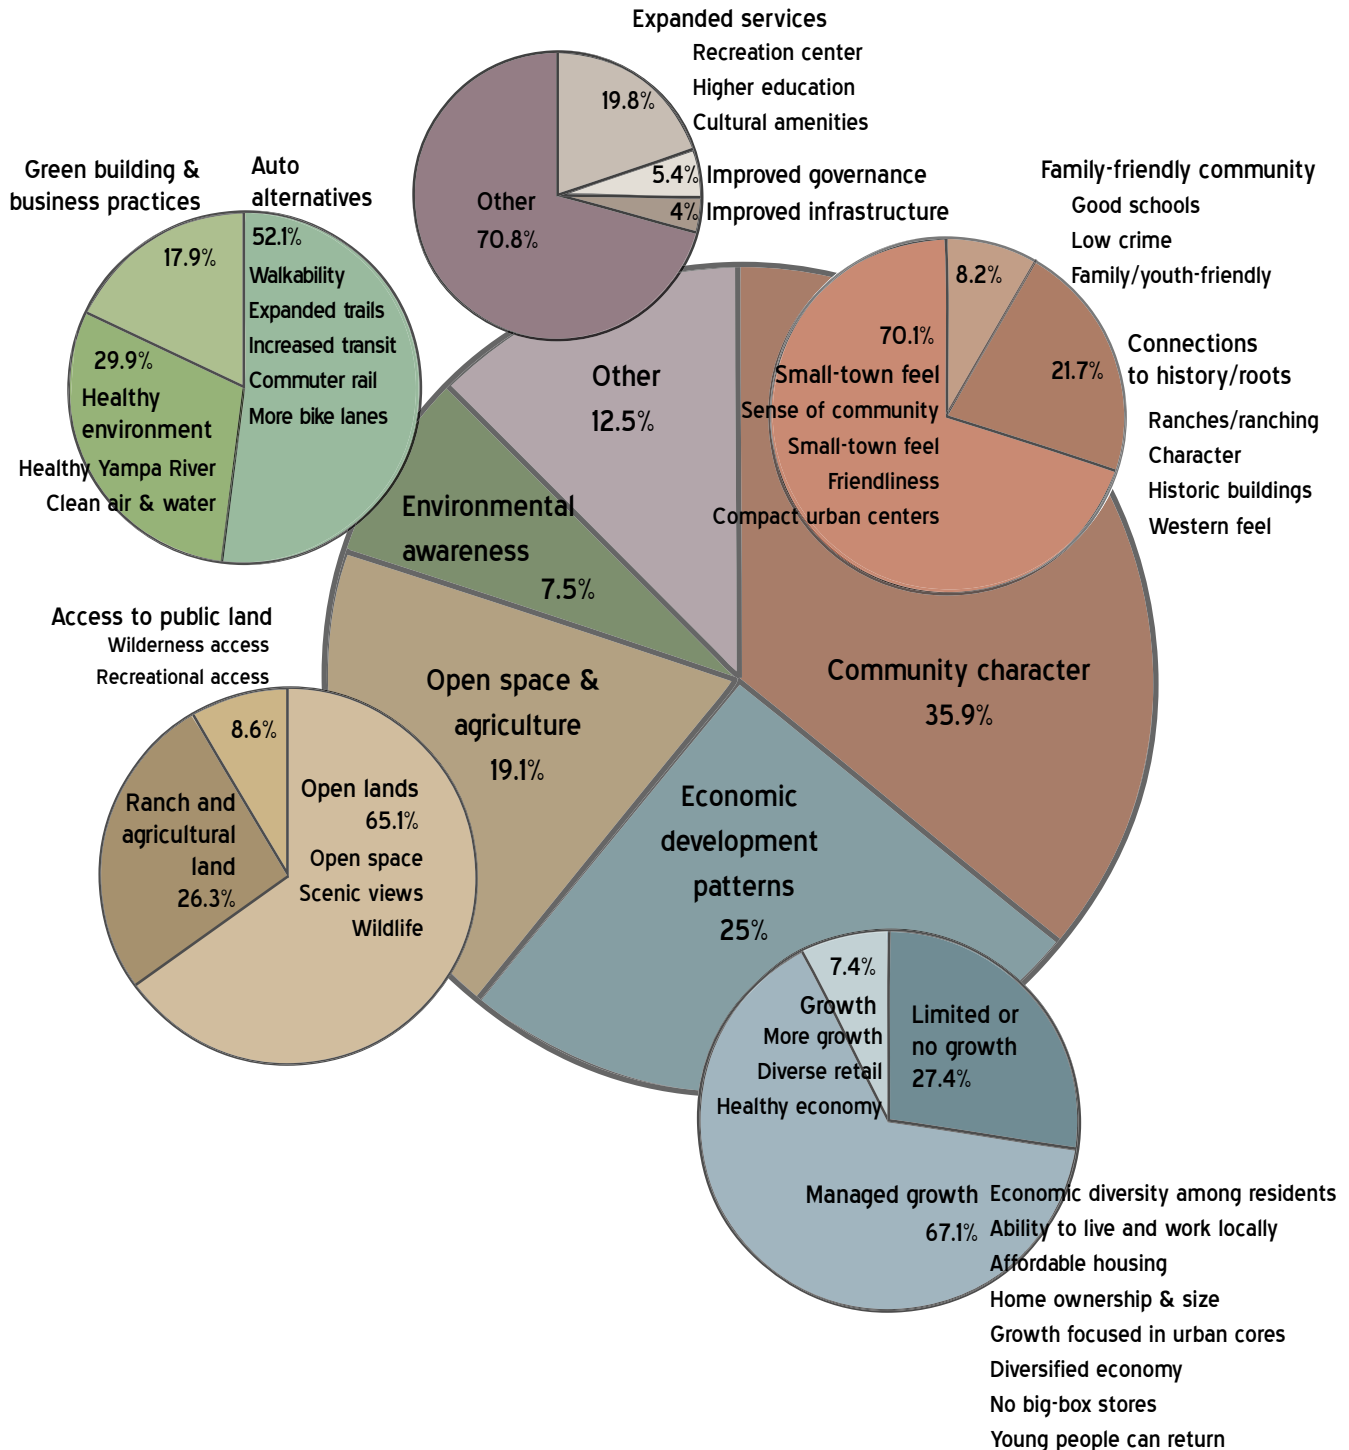 Expanded services
Recreation center
Higher education
Cultural amenities
19.8%
5.4%
Improved governance
4%
Improved infrastructure
Other
70.8%
Green building &
business practices
17.9%
Auto
alternatives
52.1%
Walkability
Expanded trails
Increased transit
Commuter rail
More bike lanes
29.9%
Healthy
environment
Healthy Yampa River
Clean air & water
Family-friendly community
Good schools
Low crime
Family/youth-friendly
8.2%
Connections
to history/roots
21.7%
Ranches/ranching
Character
Historic buildings
Western feel
70.1%
Small-town feel
Sense of community
Small-town feel
Friendliness
Compact urban centers
Other
12.5%
Environmental
awareness
7.5%
Open space &
agriculture
19.1%
Community character
35.9%
Economic
development
patterns
25%
Access to public land
Wilderness access
Recreational access
8.6%
Ranch and
agricultural
land
26.3%
Open lands
65.1%
Open space
Scenic views
Wildlife
7.4%
Growth
More growth
Diverse retail
Healthy economy
Limited or
no growth
27.4%
Managed growth
67.1%
Economic diversity among residents
Ability to live and work locally
Affordable housing
Home ownership & size
Growth focused in urban cores
Diversified economy
No big-box stores
Young people can return